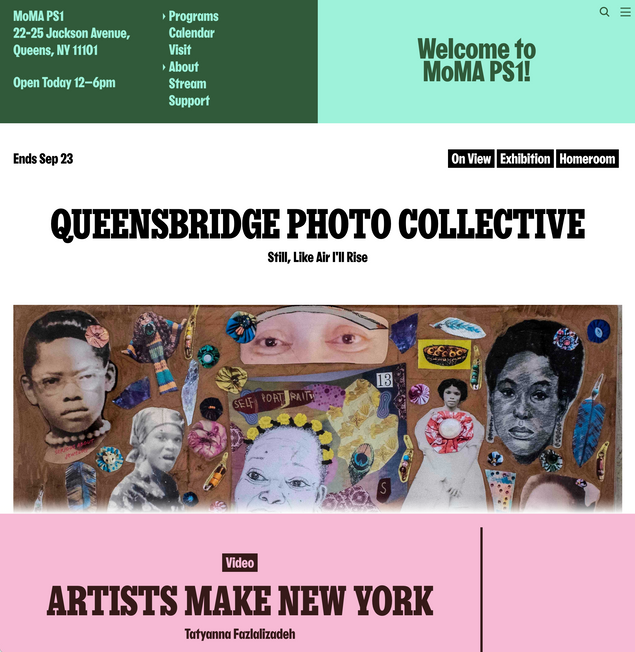 MoMA PS1
22-25 Jackson Avenue,
Queens, NY 11101
Open Today 12–6pm
Programs
Calendar
Visit
About
Stream
Support
Welcome to
MoMA PS1!
Ends Sep 23
On View Exhibition Homeroom
QUEENSBRIDGE PHOTO COLLECTIVE
Still, Like Air I'll Rise
13
SELF PORTRAIT
S
Video
ARTISTS MAKE NEW YORK
Tatyanna Fazlalizadeh